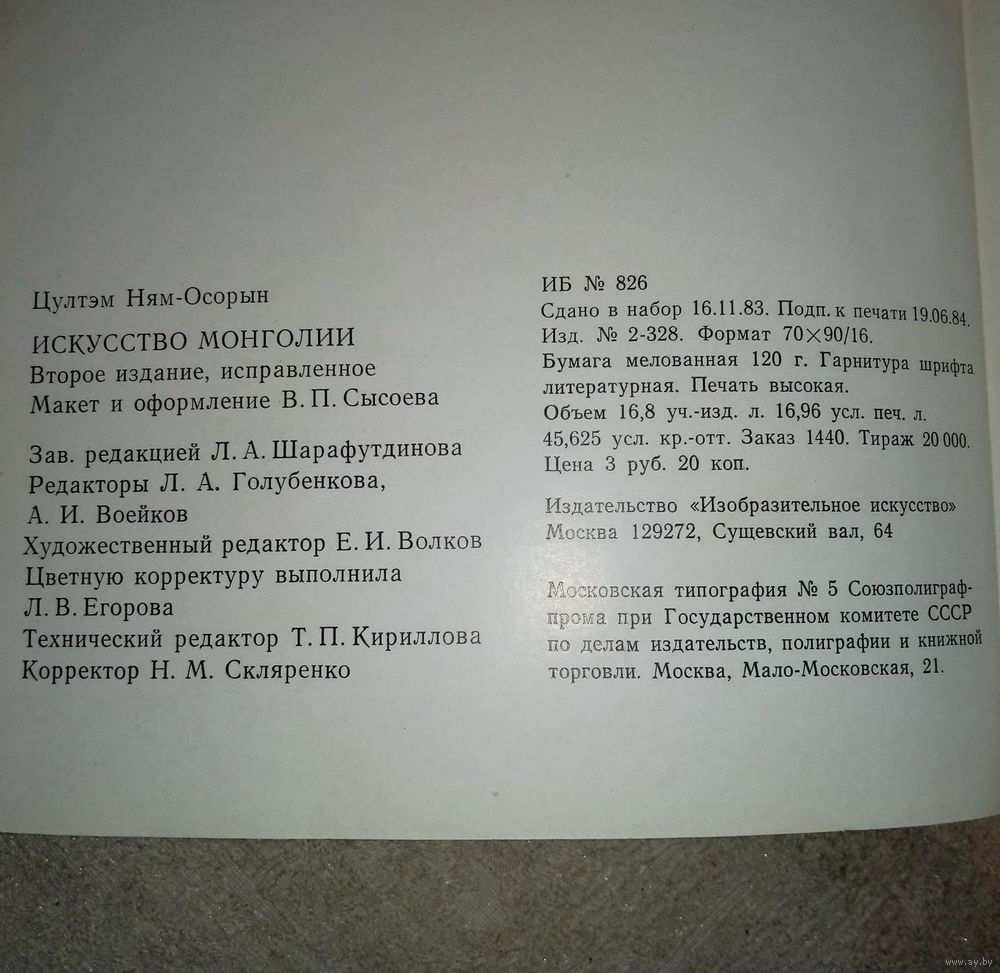 Цултэм Ням-Осорын
ИСКУССТВО МОНГОЛИИ
Второе издание, исправленное
Макет и оформление В. П. Сысоева
Зав. редакцией Л. А. Шарафутдинова
Редакторы Л. А. Голубенкова,
А. И. Воейков
Художественный редактор Е. И. Волков
Цветную корректуру выполнила
Л. В. Егорова
Технический редактор Т. П. Кириллова
Корректор Н. М. Скляренко
ИБ № 826
Сдано в набор 16.11.83. Подп. к печати 19.06.84.
Изд. № 2-328. Формат 70×90/16.
Бумага мелованная 120 г. Гарнитура шрифта
литературная. Печать высокая.
Объем 16,8 уч.-изд. л. 16,96 усл. печ. л.
45,625 усл. кр.-отт. Заказ 1440. Тираж 20 000.
Цена 3 руб. 20 коп.
Издательство «Изобразительное искусство»
Москва 129272, Сущевский вал, 64
Московская типография № 5 Союзполиграф-
прома при Государственном комитете СССР
по делам издательств, полиграфии и книжной
торговли. Москва, Мало-Московская, 21.
www.ay.by